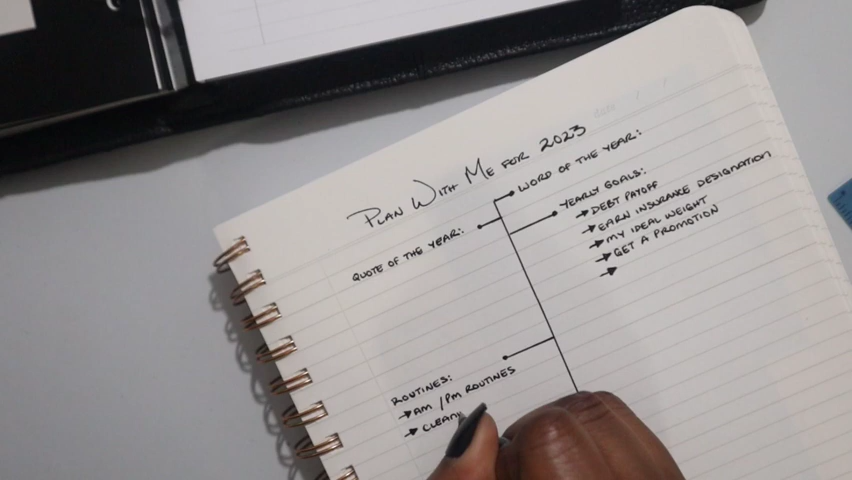 PLAN WITH ME FOR 2023
WORD OF THE YEAR:
QUOTE OF THE YEAR:
YEARLY GOALS:
→ DEBT PAYOFF
→ EARN INSURANCE DESIGNATION
→ MY IDEAL WEIGHT
→ GET A PROMOTION
→
ROUTINES:
→ AM / PM ROUTINES
→ CLEAN